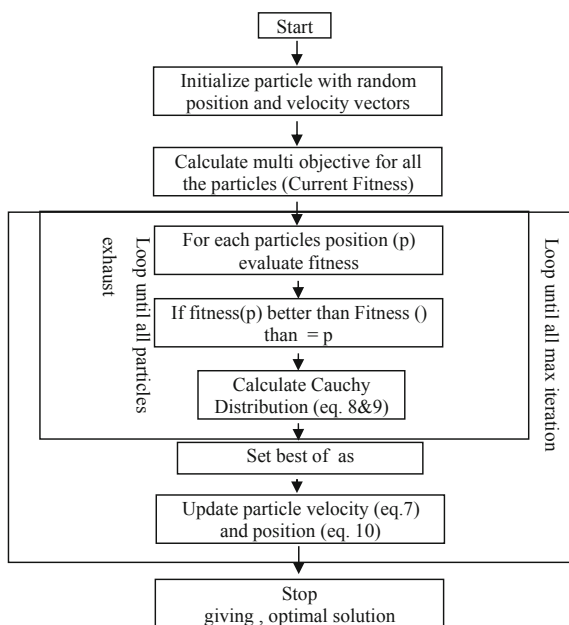 Start
Initialize particle with random
position and velocity vectors
Calculate multi objective for all
the particles (Current Fitness)
For each particles position (p)
evaluate fitness
If fitness(p) better than Fitness ()
than = p
Calculate Cauchy
Distribution (eq. 8&9)
Loop until all particles
exhaust
Loop until all max iteration
Set best of as
Update particle velocity (eq.7)
and position (eq. 10)
Stop
giving , optimal solution